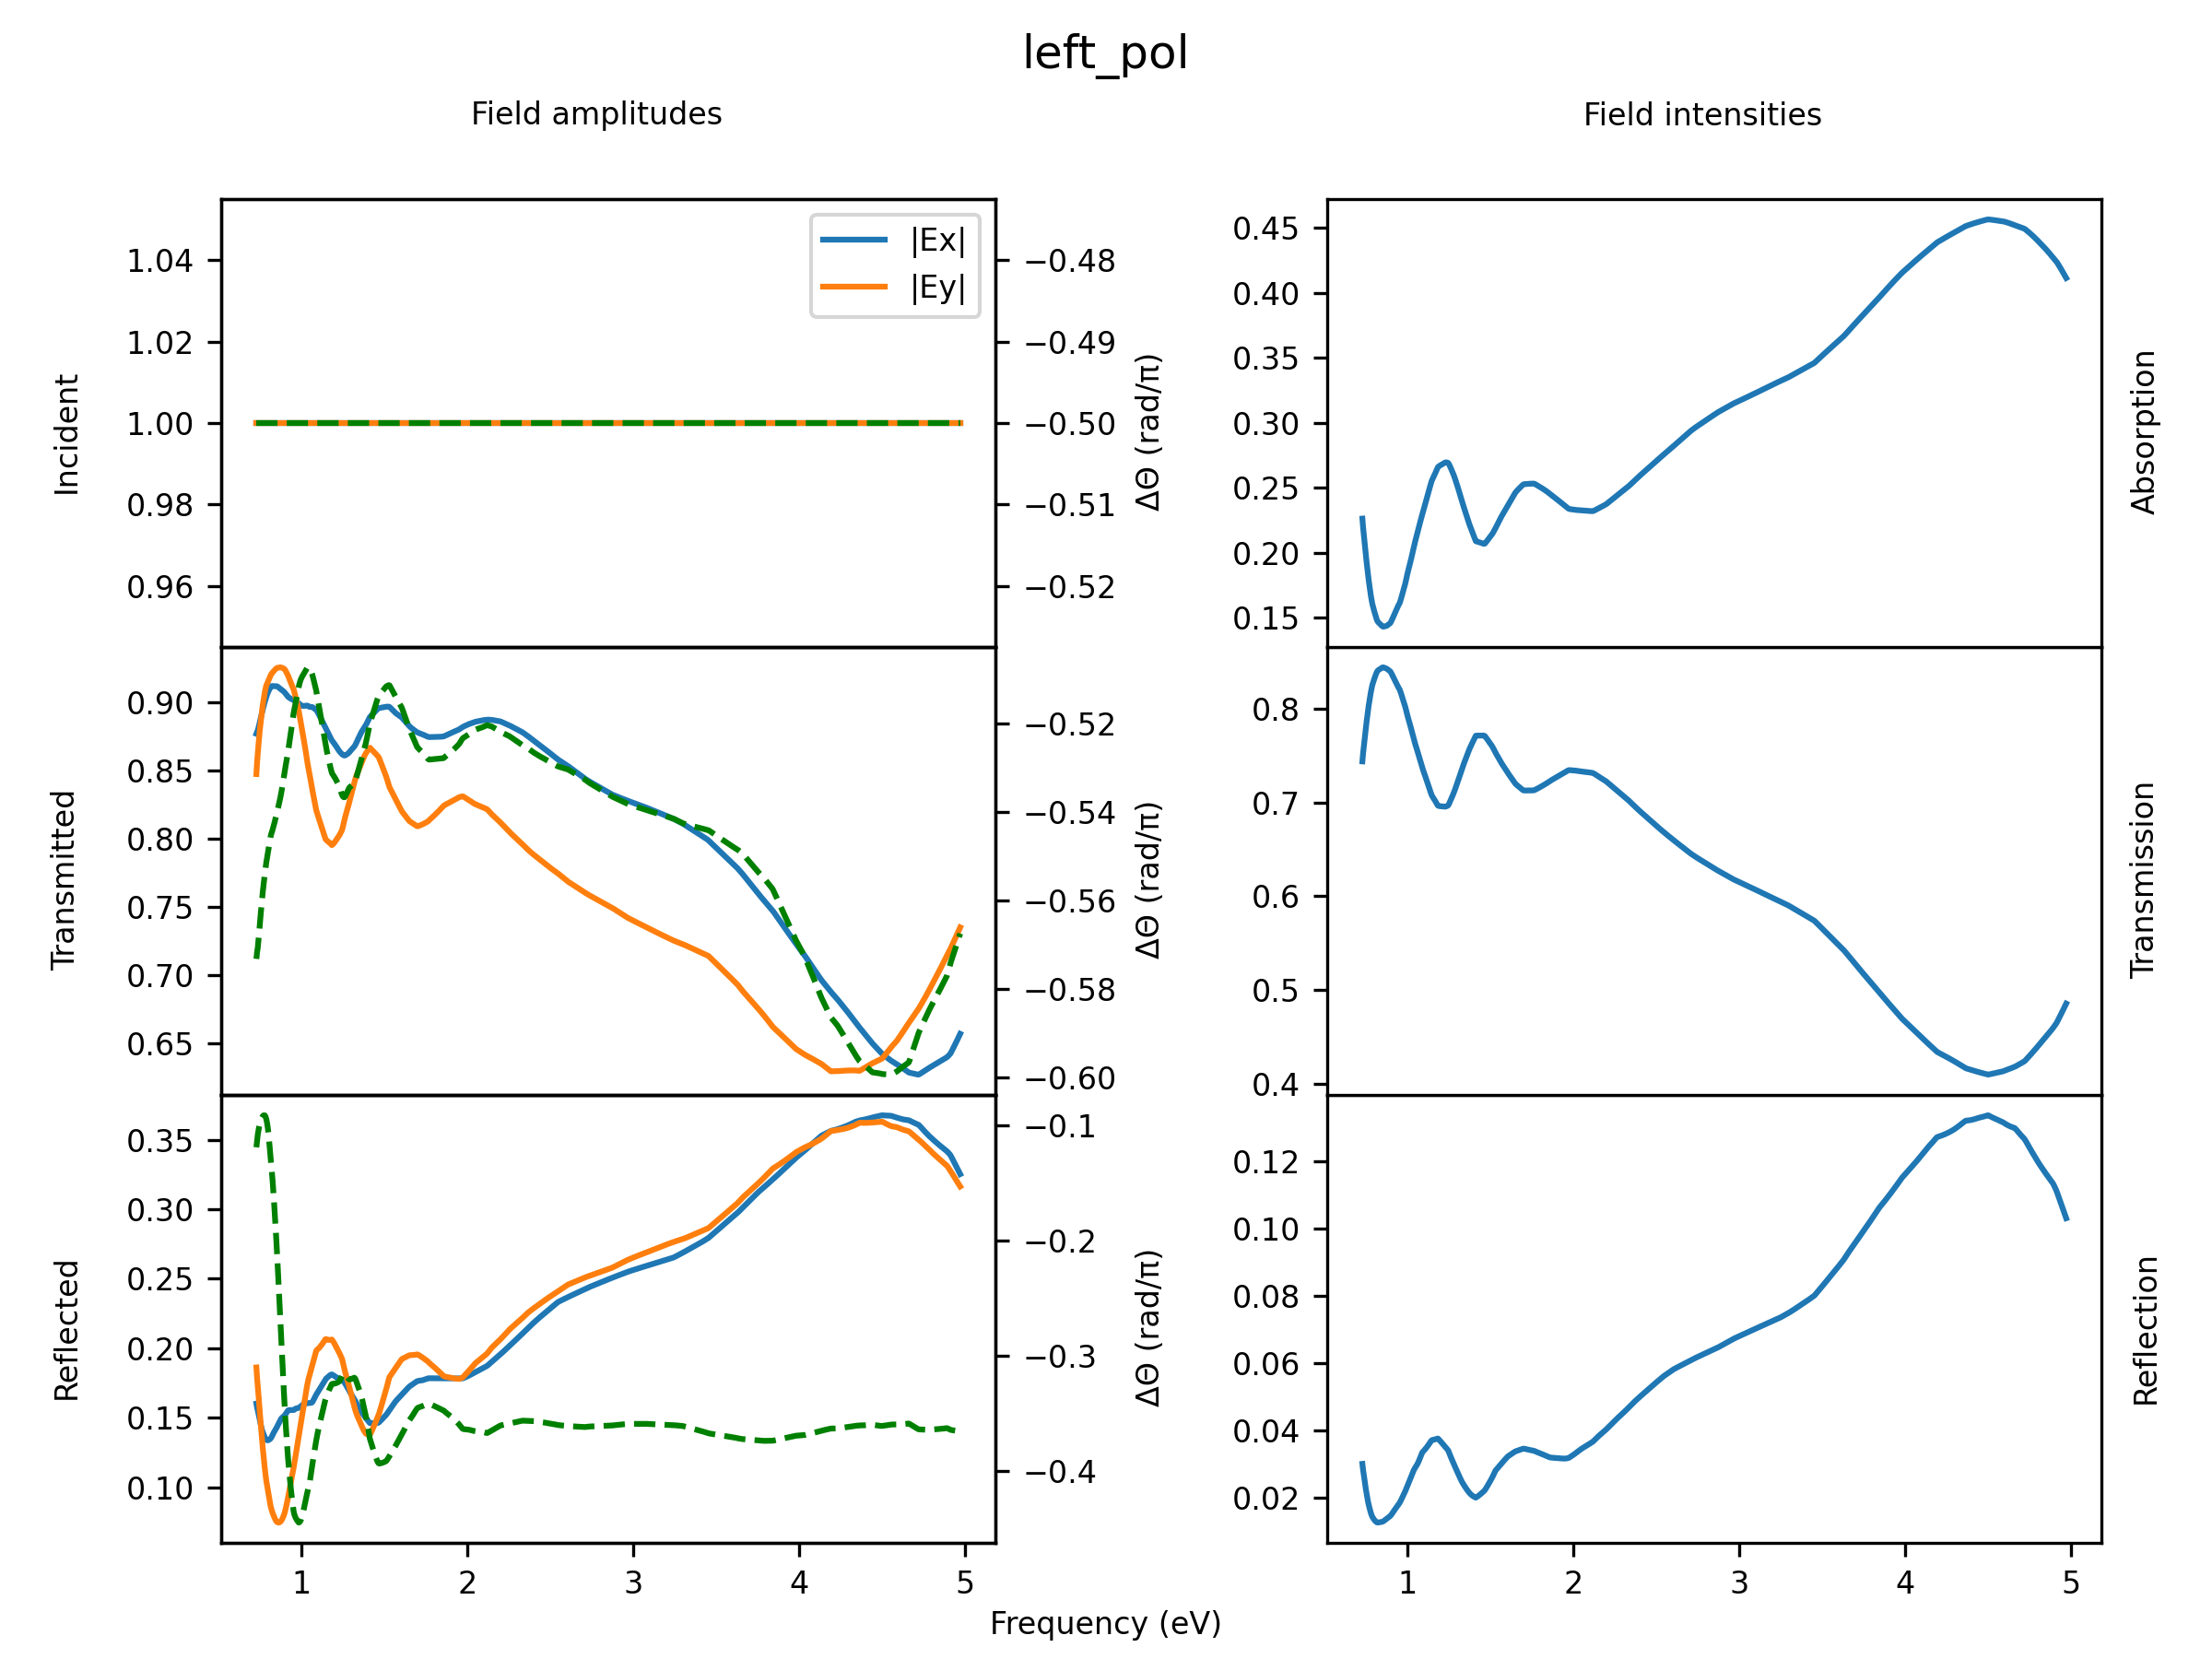 left_pol
Field amplitudes
Field intensities
1.04
1.02
1.00
0.98
0.96
Incident
|Ex|
|Ey|
−0.48
−0.49
−0.50
−0.51
−0.52
ΔΘ (rad/π)
0.45
0.40
0.35
0.30
0.25
0.20
0.15
Absorption
0.90
0.85
0.80
0.75
0.70
0.65
Transmitted
−0.52
−0.54
−0.56
−0.58
−0.60
ΔΘ (rad/π)
0.8
0.7
0.6
0.5
0.4
Transmission
0.35
0.30
0.25
0.20
0.15
0.10
Reflected
−0.1
−0.2
−0.3
−0.4
ΔΘ (rad/π)
0.12
0.10
0.08
0.06
0.04
0.02
Reflection
1 2 3 4 5
1 2 3 4 5
Frequency (eV)